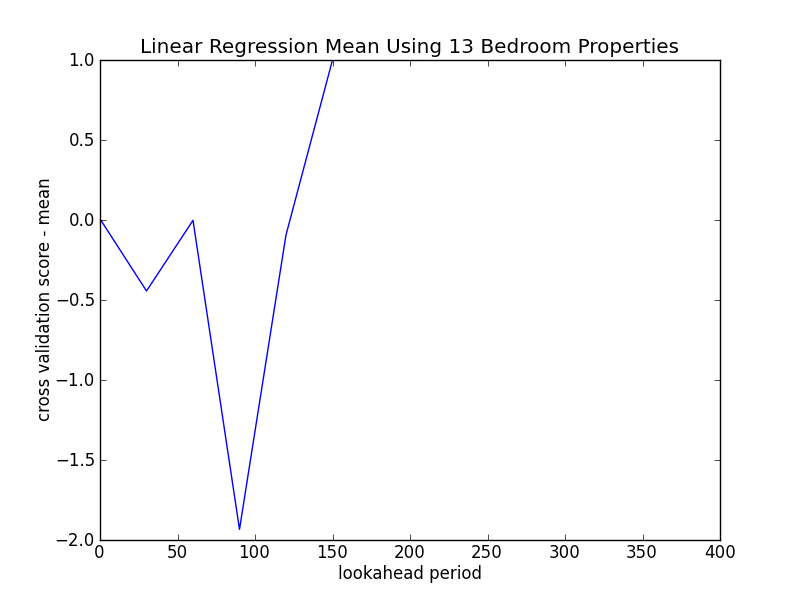 Linear Regression Mean Using 13 Bedroom Properties
1.0
0.5
0.0
−0.5
−1.0
−1.5
−2.0
cross validation score - mean
0 50 100 150 200 250 300 350 400
lookahead period